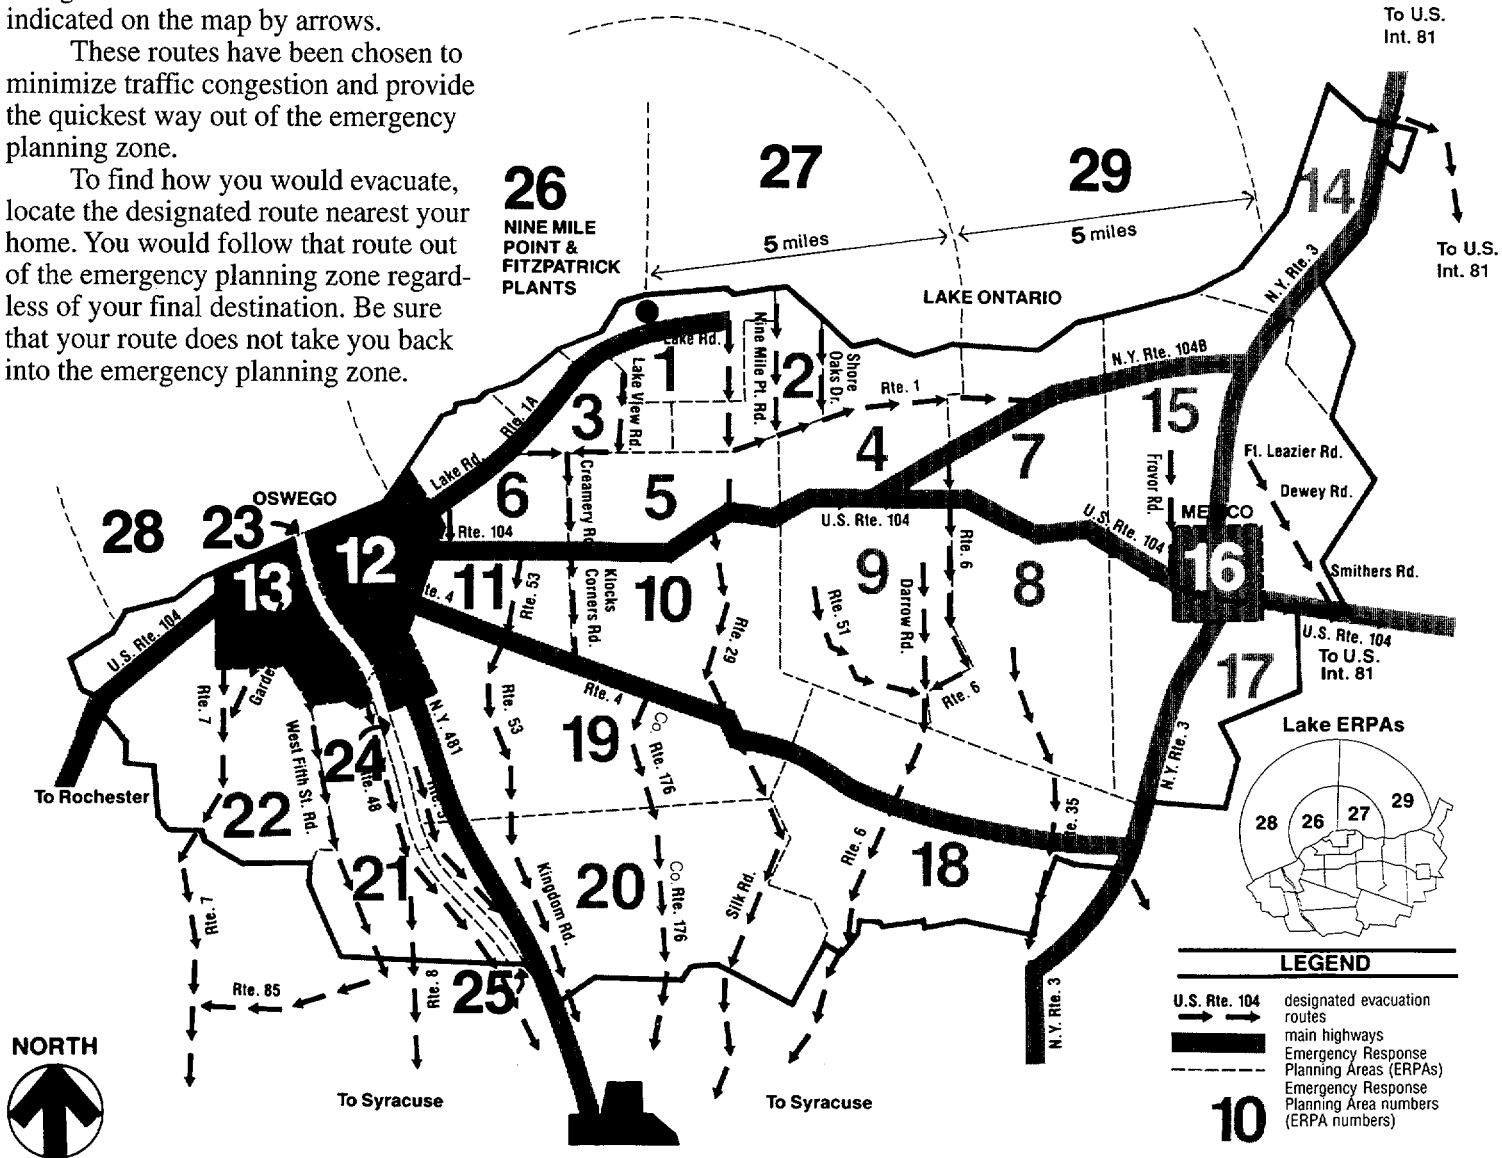 indicated on the map by arrows.
These routes have been chosen to
minimize traffic congestion and provide
the quickest way out of the emergency
planning zone.
To find how you would evacuate,
locate the designated route nearest your
home. You would follow that route out
of the emergency planning zone regard-
less of your final destination. Be sure
that your route does not take you back
into the emergency planning zone.
To U.S.
Int. 81
26
NINE MILE
POINT &
FITZPATRICK
PLANTS
27
29
5 miles
5 miles
14
To U.S.
Int. 81
LAKE ONTARIO
N.Y. Rte. 3
Lake Rd.
1
Nine Mile Pt. Rd.
2
Shore
Oaks Dr.
Rte. 1
N.Y. Rte. 104B
Lake View Rd.
3
Rte. 1A
Lake Rd.
4
7
15
Fravor Rd.
Ft. Leazier Rd.
Dewey Rd.
Smithers Rd.
6
Creamery Rd.
5
OSWEGO
28
23
13
12
Rte. 104
U.S. Rte. 104
U.S. Rte. 104
MEXICO
16
11
te. 4
Rte. 53
Klocks
Corners Rd.
10
Rte. 29
9
Rte. 51
Darrow Rd.
Rte. 6
8
Rte. 6
U.S. Rte. 104
To U.S.
Int. 81
17
U.S. Rte. 104
To Rochester
Rte. 7
Garde
West Fifth St. Rd.
24
te. 48
N.Y. 481
Rte. 53
Rte. 4
19
Co. Rte. 176
N.Y. Rte. 3
22
21
Rte. 7
Rte. 85
Rte. 8
25
Kingdom Rd.
20
Co. Rte. 176
Silk Rd.
Rte. 6
18
te. 35
N.Y. Rte. 3
To Syracuse
To Syracuse
NORTH
Lake ERPAs
28
26
27
29
LEGEND
U.S. Rte. 104
designated evacuation
routes
main highways
Emergency Response
Planning Areas (ERPAs)
10
Emergency Response
Planning Area numbers
(ERPA numbers)